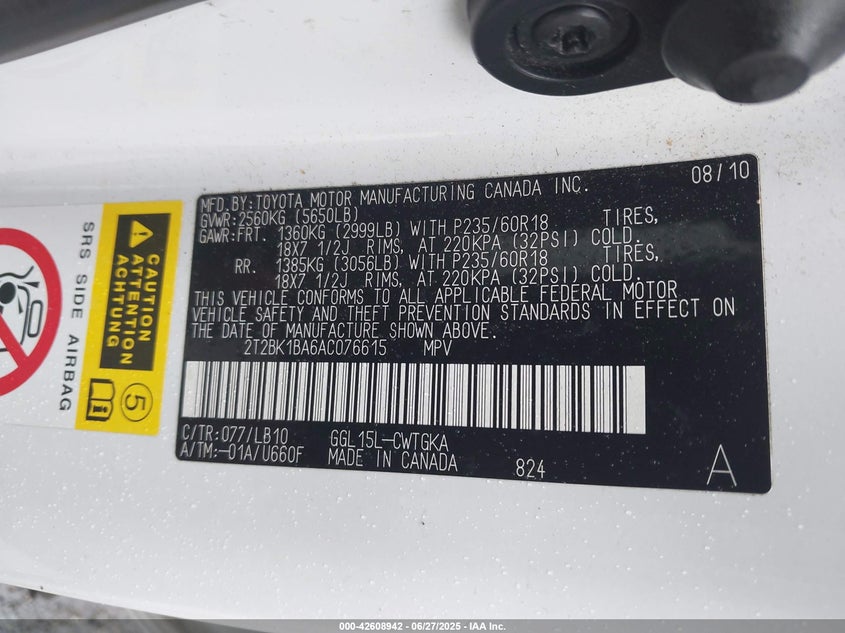 08/10
MFD.BY:TOYOTA MOTOR MANUFACTURING CANADA INC.
GVWR:2560KG (5650LB)
GAWR:FRT. 1360KG (2999LB) WITH P235/60R18 TIRES,
18X7 1/2J RIMS, AT 220KPA (32PSI) COLD.
RR. 1385KG (3056LB) WITH P235/60R18 TIRES,
18X7 1/2J RIMS, AT 220KPA (32PSI) COLD.
THIS VEHICLE CONFORMS TO ALL APPLICABLE FEDERAL MOTOR
VEHICLE SAFETY AND THEFT PREVENTION STANDARDS IN EFFECT ON
THE DATE OF MANUFACTURE SHOWN ABOVE.
2T2BK1BA6AC076615 MPV
C/TR:077/LB10 GGL15L-CWTGKA
A/TM:-01A/U660F MADE IN CANADA 824 A
CAUTION
ATTENTION
ACHTUNG
5
SRS SIDE AIRBAG
000-42608942 / 06/27/2025 / IAA Inc.